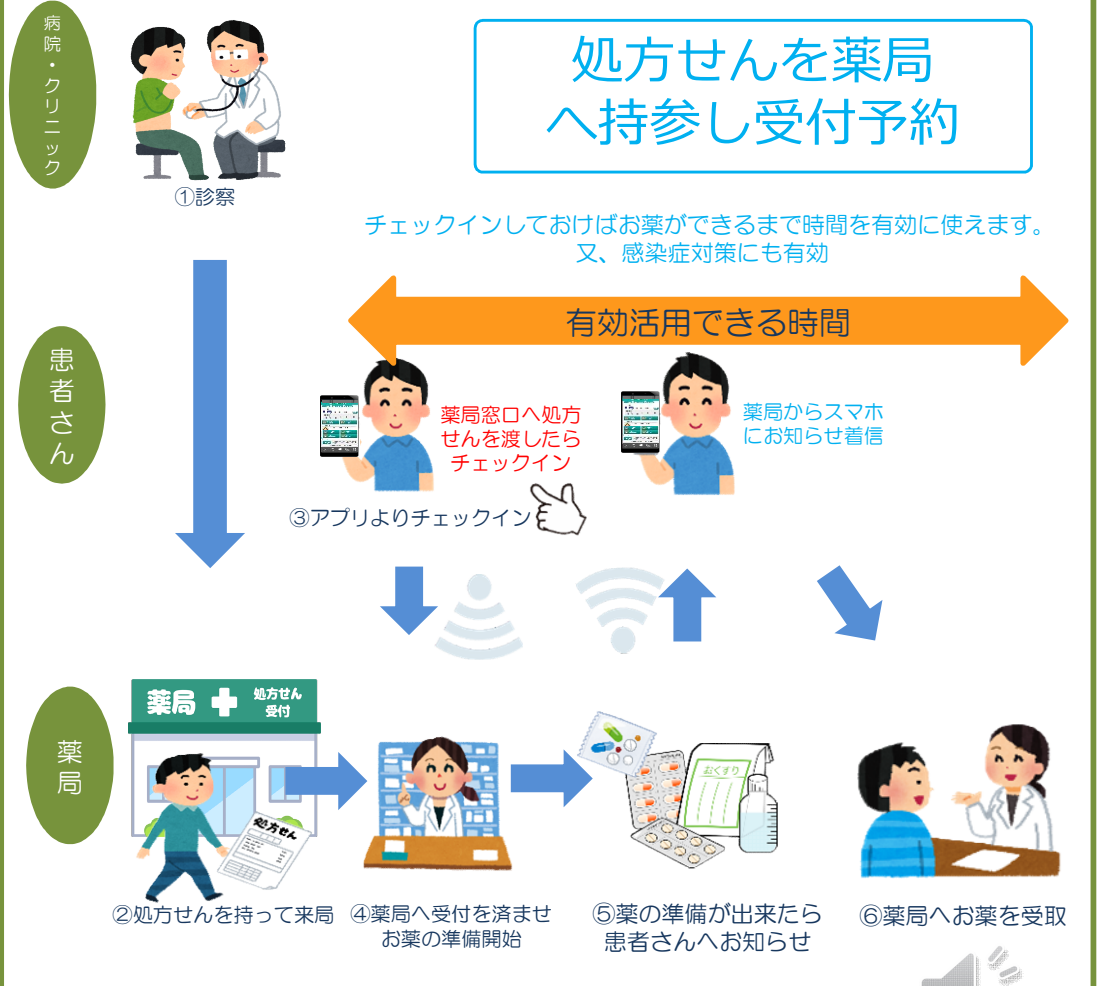 病院・クリニック
処方せんを薬局
へ持参し受付予約
①診察
チェックインしておけばお薬ができるまで時間を有効に使えます。
又、感染症対策にも有効
有効活用できる時間
患者さん
薬局窓口へ処方
せんを渡したら
チェックイン
薬局からスマホ
にお知らせ着信
③アプリよりチェックイン
薬局
薬局
処方せん
受付
処方せん
おくすり
②処方せんを持って来局
④薬局へ受付を済ませ
お薬の準備開始
⑤薬の準備が出来たら
患者さんへお知らせ
⑥薬局へお薬を受取